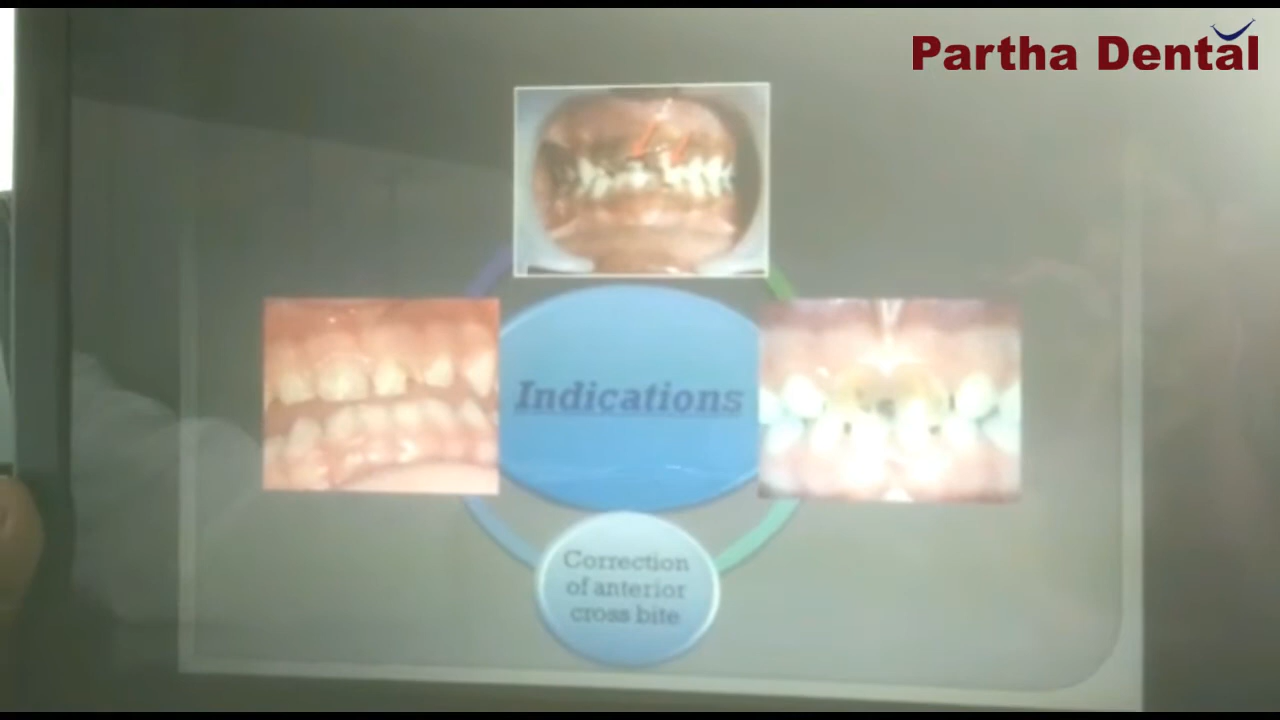 Partha Dental
Indications
Correction
of anterior
cross bite